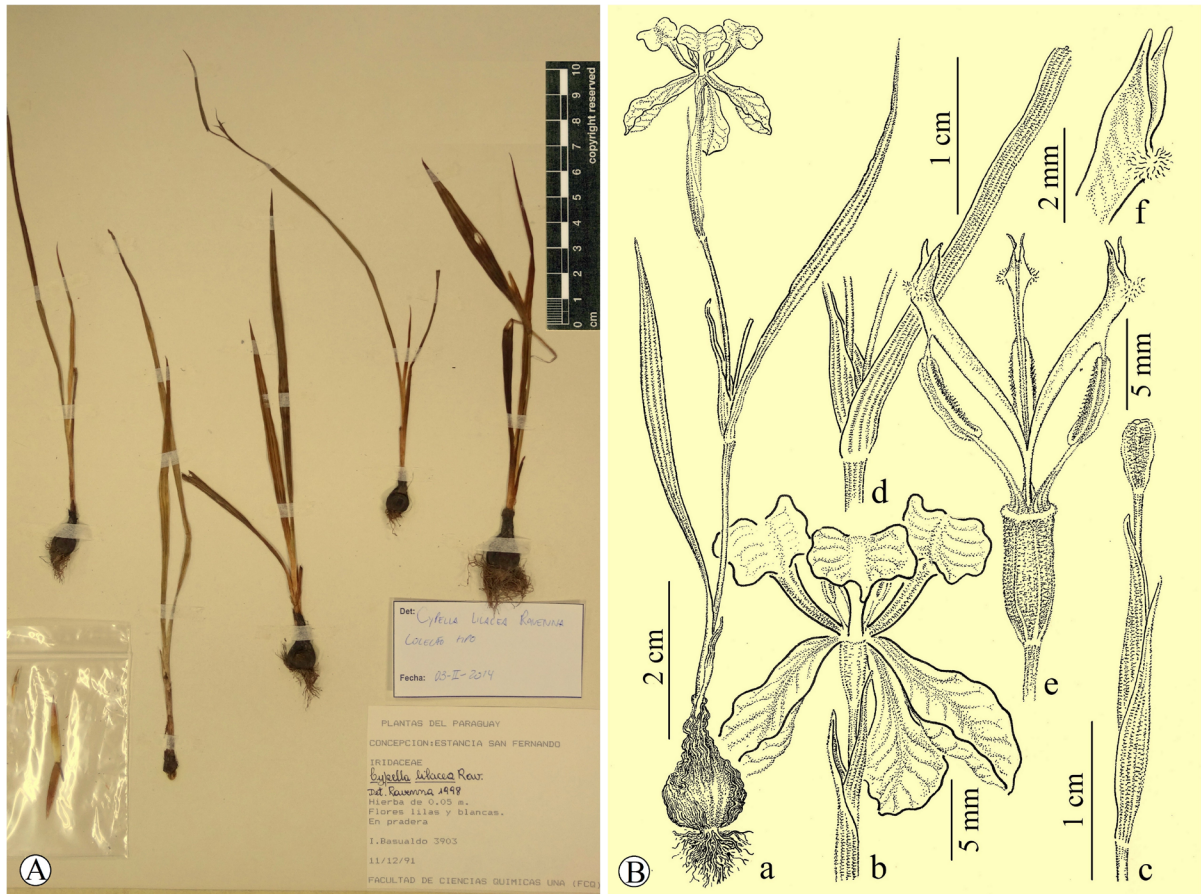 10
9
8
7
6
5
4
3
2
1
0
cm
copyright reserved
Det: CYPELLA LILACEA RAVENNA
Fecha: 03-II-2014
PLANTAS DEL PARAGUAY
CONCEPCION:ESTANCIA SAN FERNANDO
IRIDACEAE
Cypella lilacea Rav.
Det. Ravenna 1998
Hierba de 0.05 m.
Flores lilas y blancas.
En pradera
I.Basualdo 3903
11/12/91
FACULTAD DE CIENCIAS QUIMICAS UNA (FCQ)
A
1 cm
2 mm
f
5 mm
d
e
2 cm
5 mm
1 cm
B
a
b
c